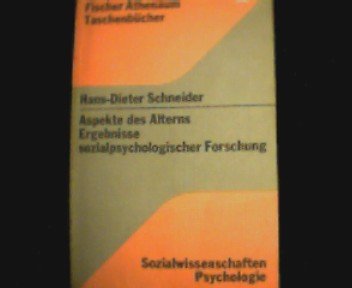 Fischer Athenäum
Taschenbücher
Hans-Dieter Schneider
Aspekte des Alterns
Ergebnisse
sozialpsychologischer Forschung
Sozialwissenschaften
Psychologie